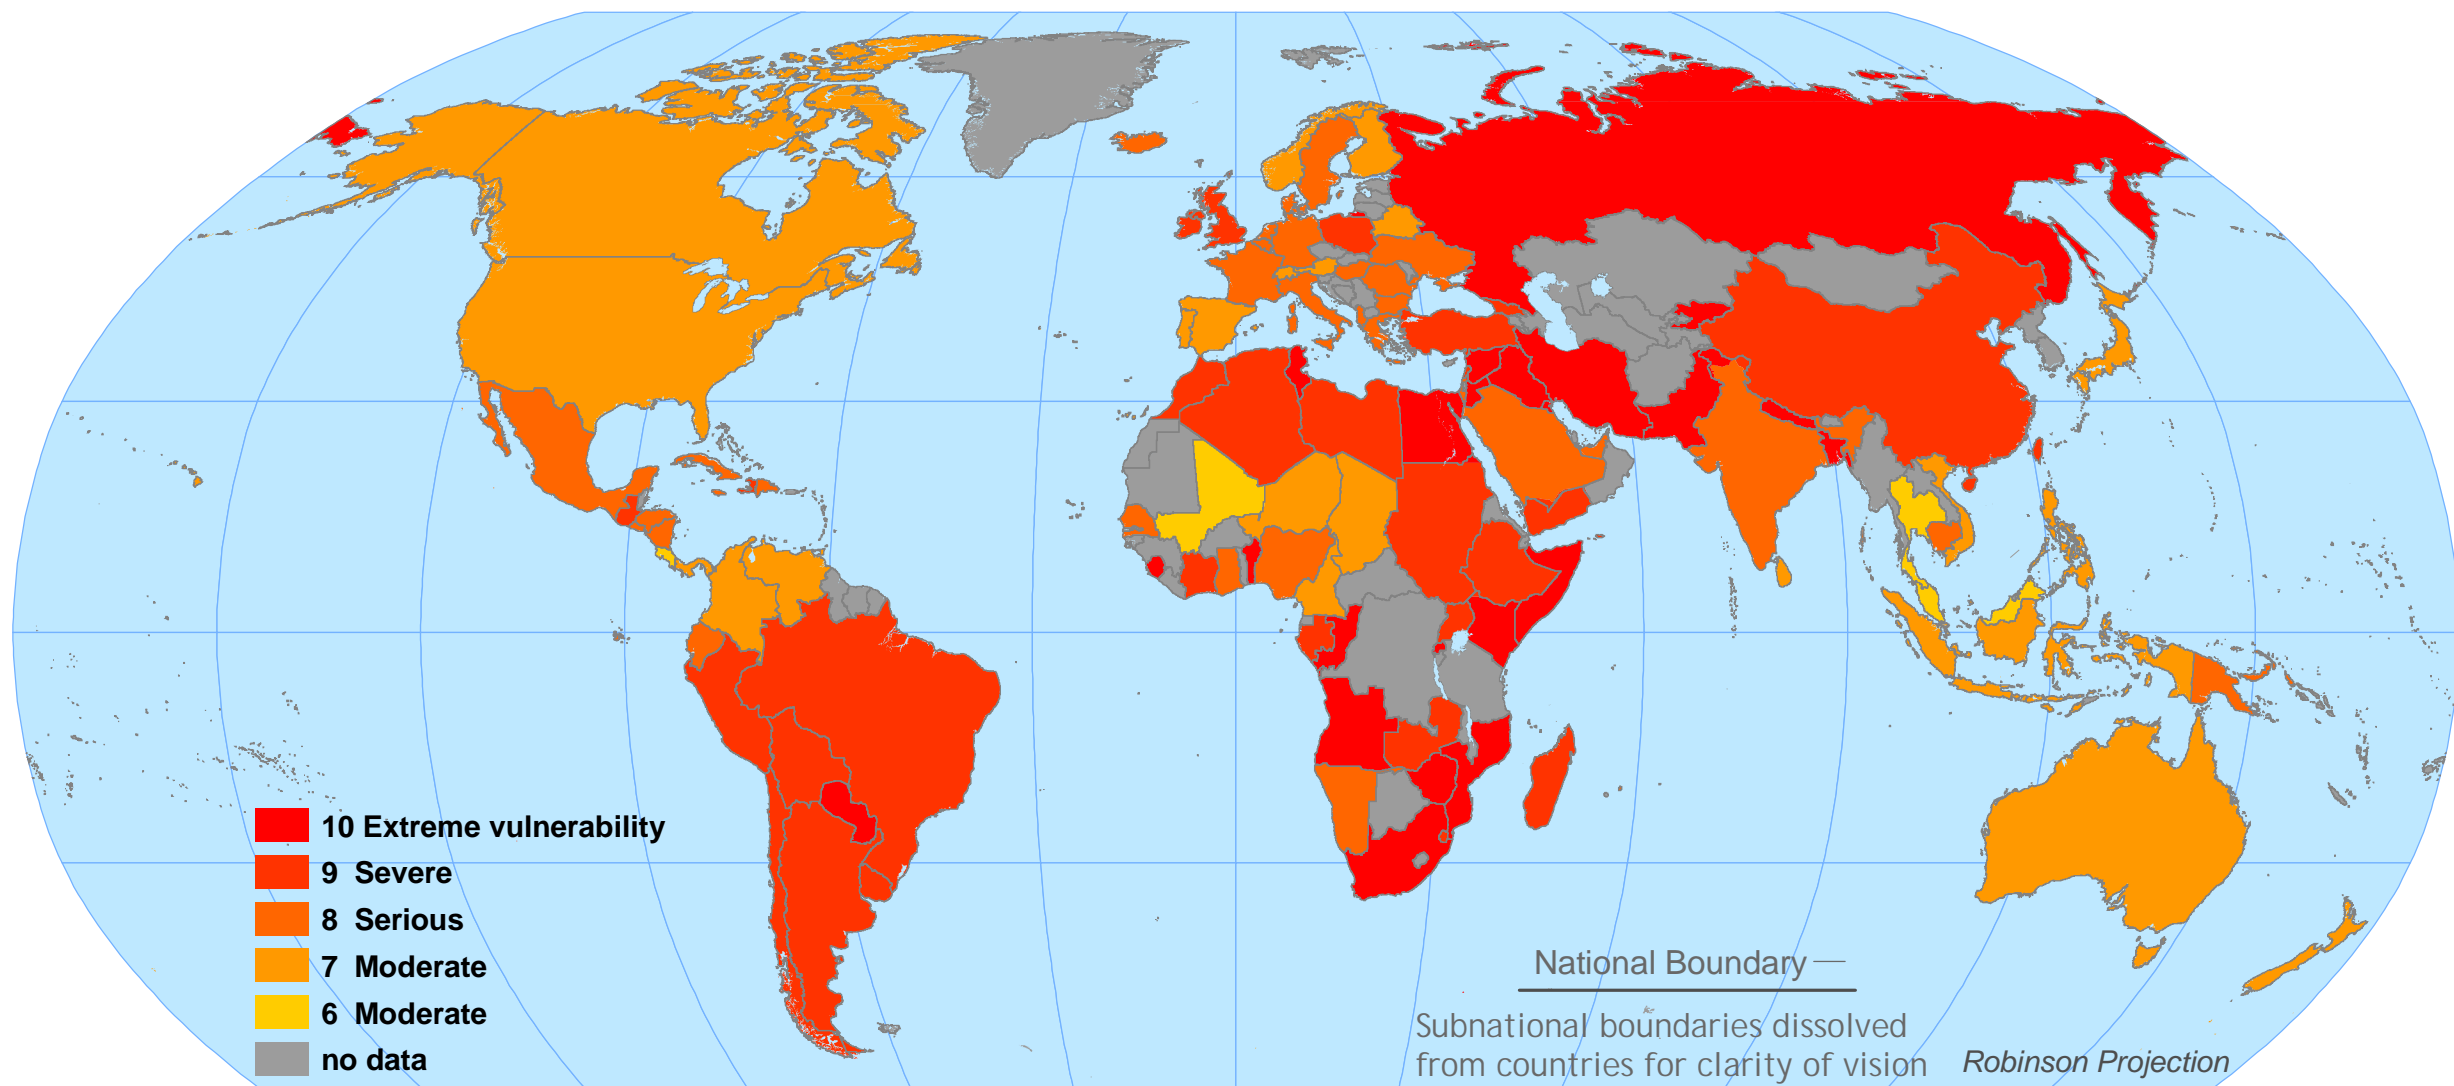 10 Extreme vulnerability
9 Severe
8 Serious
7 Moderate
6 Moderate
no data
National Boundary
Subnational boundaries dissolved
from countries for clarity of vision
Robinson Projection